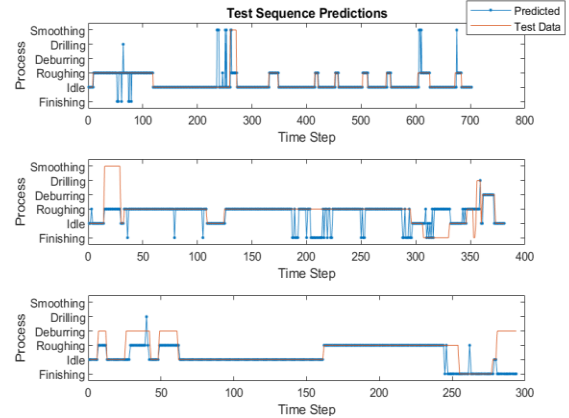 Test Sequence Predictions
Predicted
Test Data
Process
Smoothing
Drilling
Deburring
Roughing
Idle
Finishing
0 100 200 300 400 500 600 700 800
Time Step
Process
Smoothing
Drilling
Deburring
Roughing
Idle
Finishing
0 50 100 150 200 250 300 350 400
Time Step
Process
Smoothing
Drilling
Deburring
Roughing
Idle
Finishing
0 50 100 150 200 250 300
Time Step